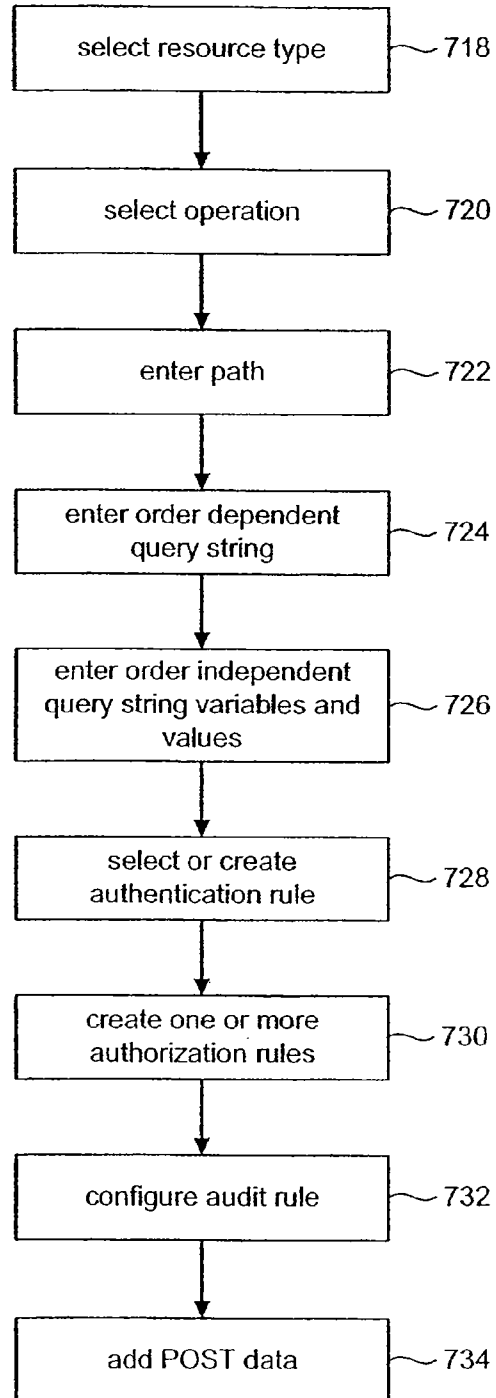 select resource type
718
select operation
720
enter path
722
enter order dependent
query string
724
enter order independent
query string variables and
values
726
select or create
authentication rule
728
create one or more
authorization rules
730
configure audit rule
732
add POST data
734